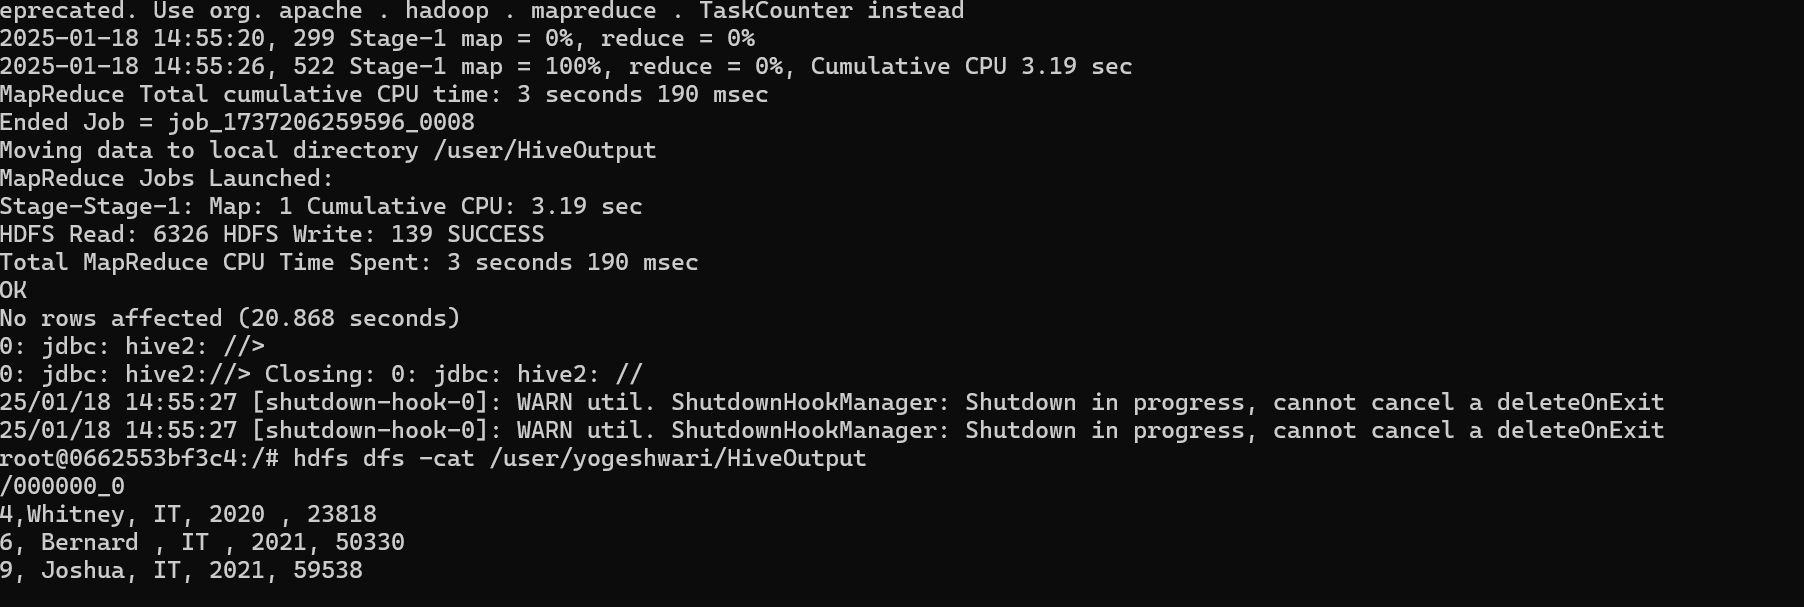 eprecated. Use org. apache . hadoop . mapreduce . TaskCounter instead
2025-01-18 14:55:20, 299 Stage-1 map = 0%, reduce = 0%
2025-01-18 14:55:26, 522 Stage-1 map = 100%, reduce = 0%, Cumulative CPU 3.19 sec
MapReduce Total cumulative CPU time: 3 seconds 190 msec
Ended Job = job_1737206259596_0008
Moving data to local directory /user/HiveOutput
MapReduce Jobs Launched:
Stage-Stage-1: Map: 1 Cumulative CPU: 3.19 sec
HDFS Read: 6326 HDFS Write: 139 SUCCESS
Total MapReduce CPU Time Spent: 3 seconds 190 msec
OK
No rows affected (20.868 seconds)
0: jdbc: hive2: //>
0: jdbc: hive2://> Closing: 0: jdbc: hive2: //
25/01/18 14:55:27 [shutdown-hook-0]: WARN util. ShutdownHookManager: Shutdown in progress, cannot cancel a deleteOnExit
25/01/18 14:55:27 [shutdown-hook-0]: WARN util. ShutdownHookManager: Shutdown in progress, cannot cancel a deleteOnExit
root@0662553bf3c4:/# hdfs dfs -cat /user/yogeshwari/HiveOutput
/000000_0
4,Whitney, IT, 2020 , 23818
6, Bernard , IT , 2021, 50330
9, Joshua, IT, 2021, 59538